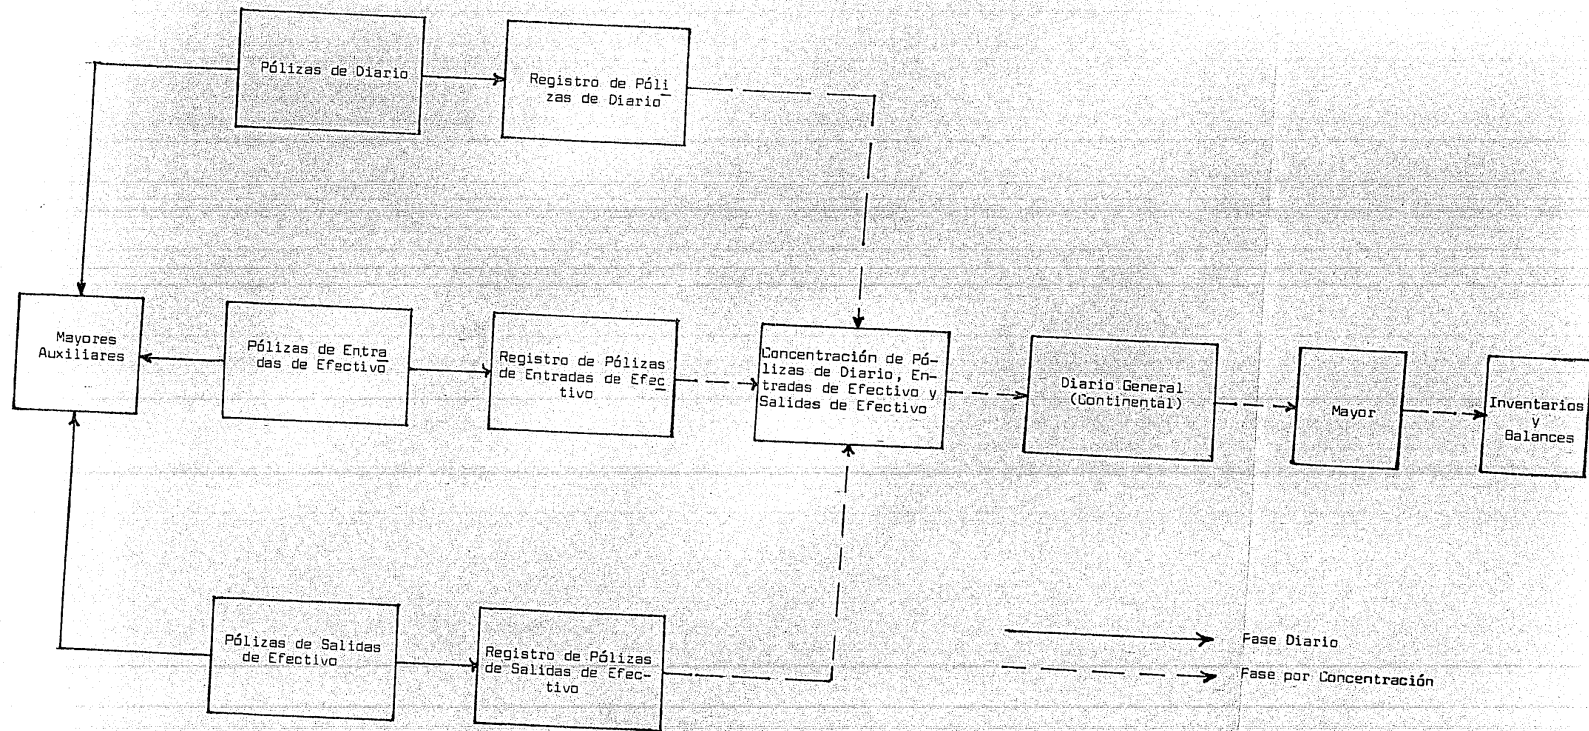 Pólizas de Diario
Registro de Póli
zas de Diario
Mayores
Auxiliares
Pólizas de Entra
das de Efectivo
Registro de Pólizas
de Entradas de Efec
tivo
Concentración de Pó-
lizas de Diario, En-
tradas de Efectivo y
Salidas de Efectivo
Diario General
(Continental)
Mayor
Inventarios
y
Balances
Pólizas de Salidas
de Efectivo
Registro de Pólizas
de Salidas de Efec-
tivo
Fase Diario
Fase por Concentración